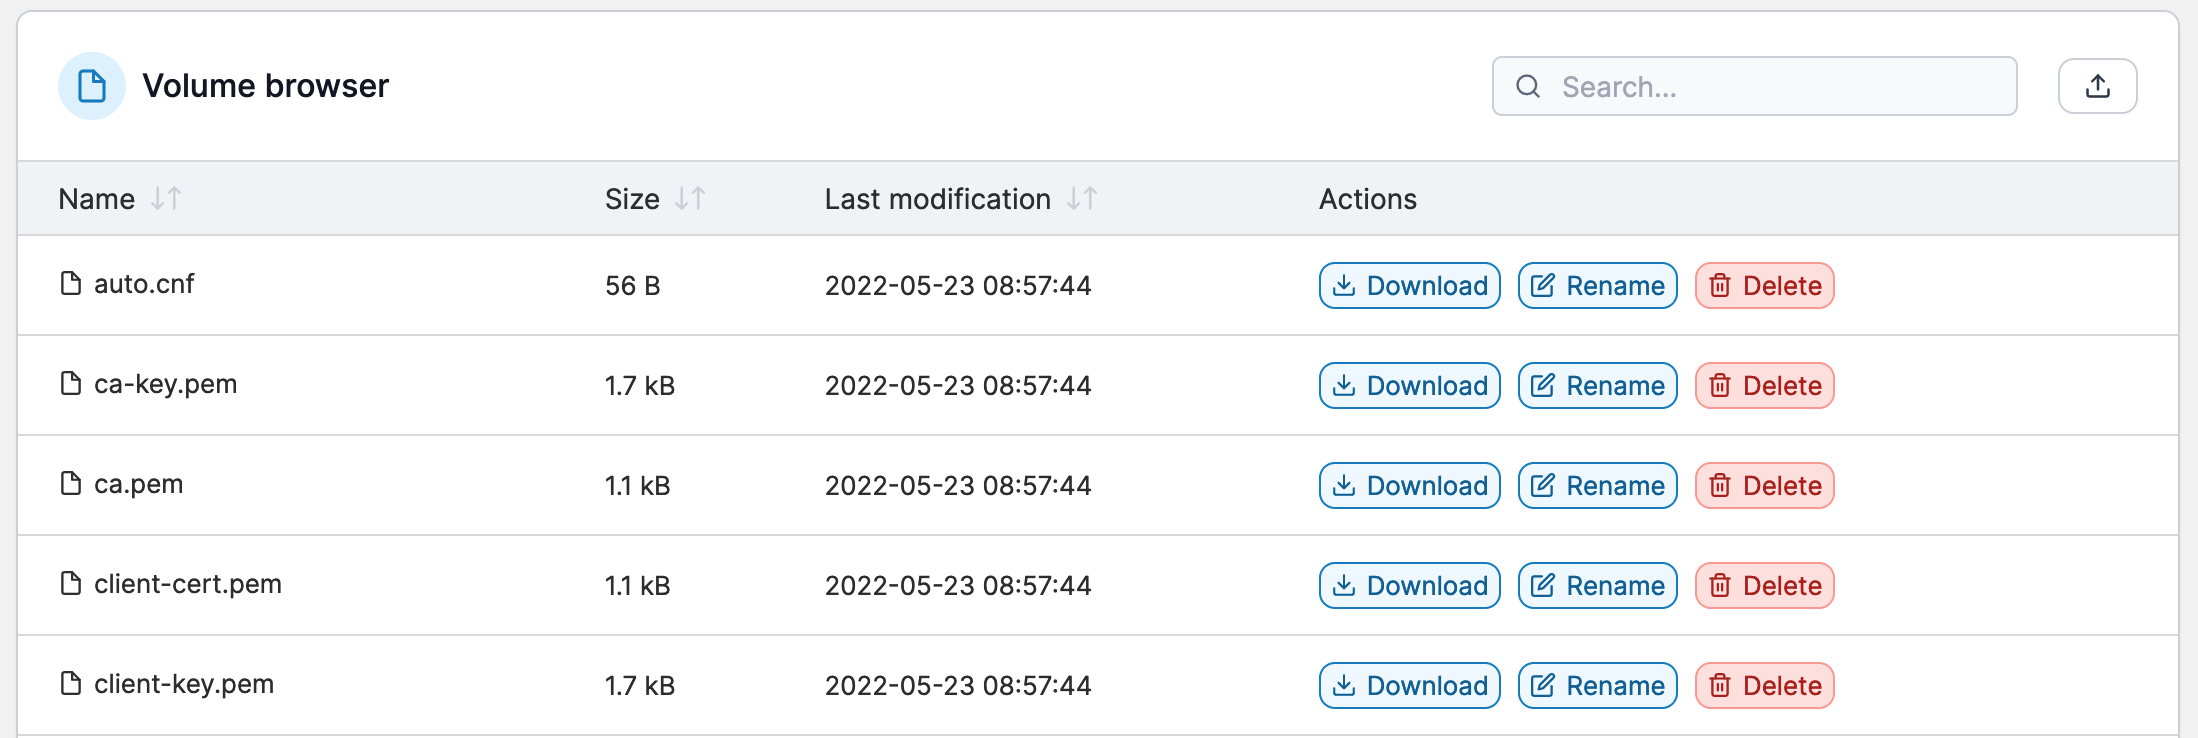 Volume browser
Search...
Name Size Last modification Actions
auto.cnf 56 B 2022-05-23 08:57:44 Download Rename Delete
ca-key.pem 1.7 kB 2022-05-23 08:57:44 Download Rename Delete
ca.pem 1.1 kB 2022-05-23 08:57:44 Download Rename Delete
client-cert.pem 1.1 kB 2022-05-23 08:57:44 Download Rename Delete
client-key.pem 1.7 kB 2022-05-23 08:57:44 Download Rename Delete